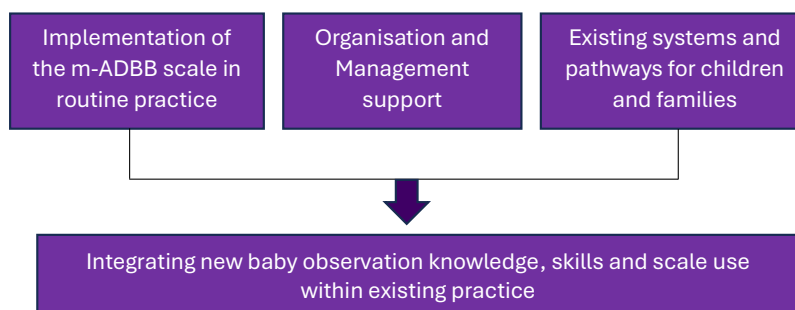 Implementation of
the m-ADBB scale in
routine practice
Organisation and
Management
support
Existing systems and
pathways for children
and families
Integrating new baby observation knowledge, skills and scale use
within existing practice